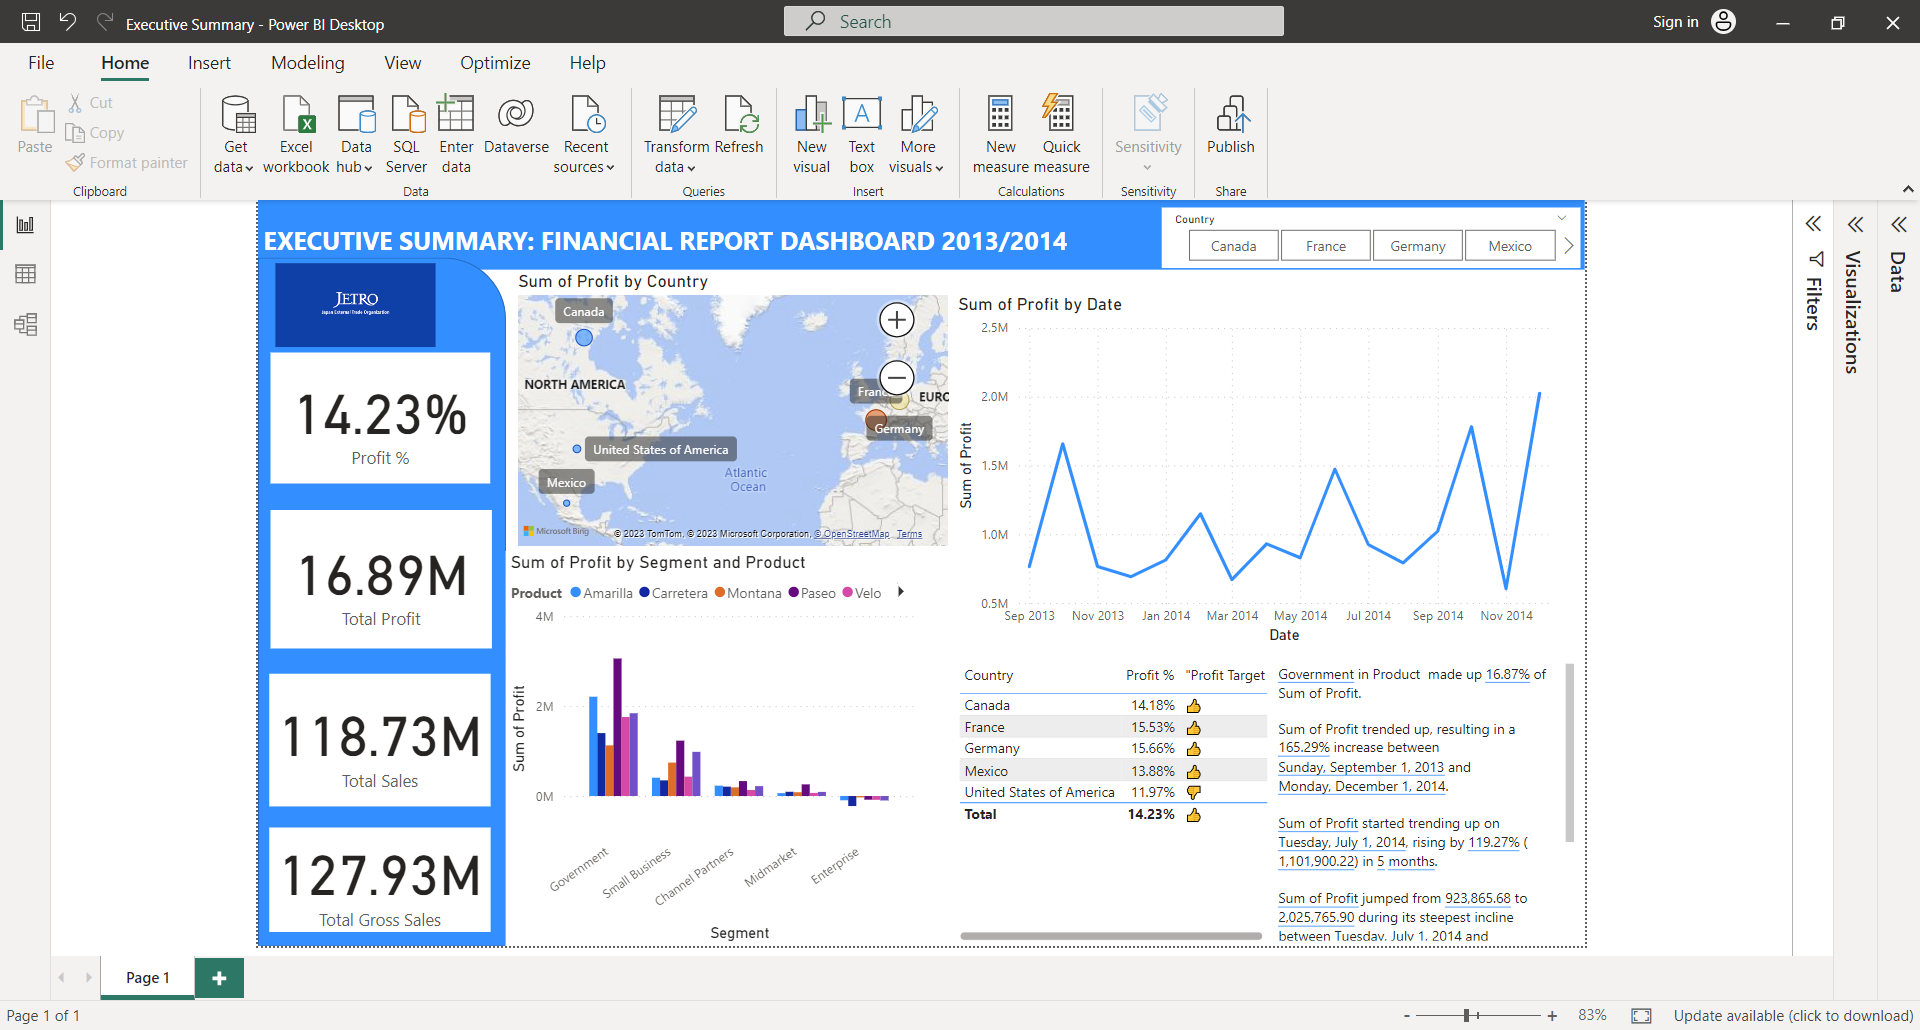 Executive Summary - Power BI Desktop
Search
Sign in
File
Home
Insert
Modeling
View
Optimize
Help
Paste
Cut
Copy
Format painter
Clipboard
Get data
Excel workbook
Data hub
SQL Server
Enter data
Dataverse
Recent sources
Data
Transform data
Refresh
Queries
New visual
Text box
More visuals
Insert
New measure
Quick measure
Calculations
Sensitivity
Sensitivity
Publish
Share
EXECUTIVE SUMMARY: FINANCIAL REPORT DASHBOARD 2013/2014
Country
Canada
France
Germany
Mexico
JETRO
Japan External Trade Organization
14.23%
Profit %
16.89M
Total Profit
118.73M
Total Sales
127.93M
Total Gross Sales
Sum of Profit by Country
Canada
NORTH AMERICA
Franc
EURO
Germany
United States of America
Atlantic
Ocean
Mexico
Microsoft Bing
© 2023 TomTom, © 2023 Microsoft Corporation, © OpenStreetMap Terms
Sum of Profit by Segment and Product
Product Amarilla Carretera Montana Paseo Velo
4M
2M
0M
Sum of Profit
Government
Small Business
Channel Partners
Midmarket
Enterprise
Segment
Sum of Profit by Date
2.5M
2.0M
1.5M
1.0M
0.5M
Sum of Profit
Sep 2013 Nov 2013 Jan 2014 Mar 2014 May 2014 Jul 2014 Sep 2014 Nov 2014
Date
Country Profit % "Profit Target
Canada 14.18%
France 15.53%
Germany 15.66%
Mexico 13.88%
United States of America 11.97%
Total 14.23%
Government in Product made up 16.87% of
Sum of Profit.
Sum of Profit trended up, resulting in a
165.29% increase between
Sunday, September 1, 2013 and
Monday, December 1, 2014.
Sum of Profit started trending up on
Tuesday, July 1, 2014, rising by 119.27% (
1,101,900.22) in 5 months.
Sum of Profit jumped from 923,865.68 to
2,025,765.90 during its steepest incline
between Tuesday, July 1, 2014 and
Filters
Visualizations
Data
Page 1
+
Page 1 of 1
- + 83%
Update available (click to download)